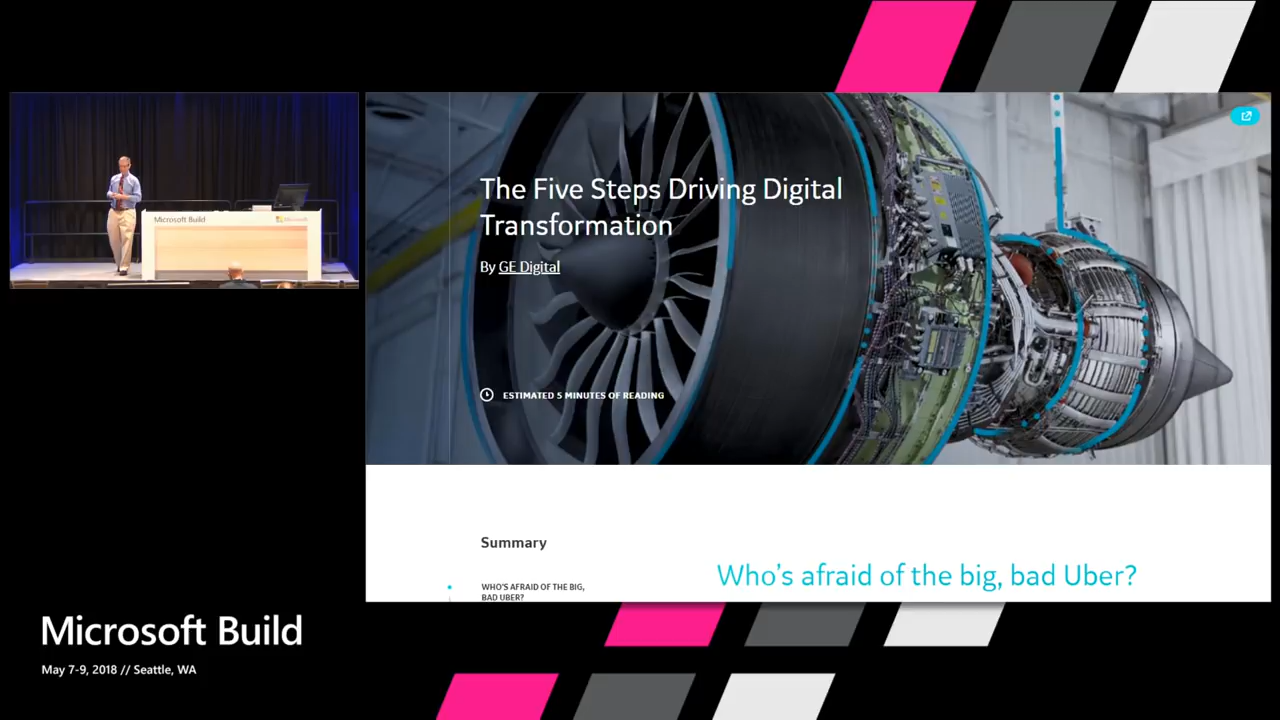 Microsoft Build
Microsoft
The Five Steps Driving Digital
Transformation
By GE Digital
ESTIMATED 5 MINUTES OF READING
Summary
WHO'S AFRAID OF THE BIG,
BAD UBER?
Who's afraid of the big, bad Uber?
Microsoft Build
May 7-9, 2018 // Seattle, WA